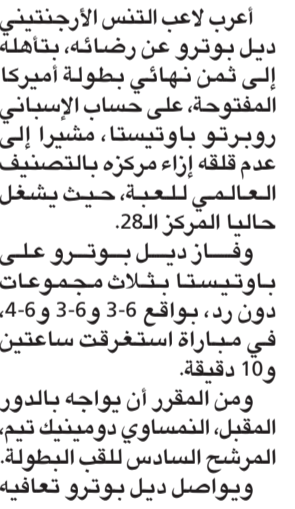 أعرب لاعب التنس الأرجنتيني
ديل بوترو عن رضائه، بتأهله
إلى ثمن نهائي بطولة أميركا
المفتوحة، على حساب الإسباني
روبرتو باوتيستا، مشيرا إلى
عدم قلقه إزاء مركزه بالتصنيف
العالمي للعبة، حيث يشغل
حاليا المركز الـ28.
وفاز ديل بوترو على
باوتيستا بثلاث مجموعات
دون رد، بواقع 6-3 و6-3 و6-4،
في مباراة استغرقت ساعتين
و10 دقيقة.
ومن المقرر أن يواجه بالدور
المقبل، النمساوي دومينيك تيم،
المرشح السادس للقب البطولة.
ويواصل ديل بوترو تعافيه